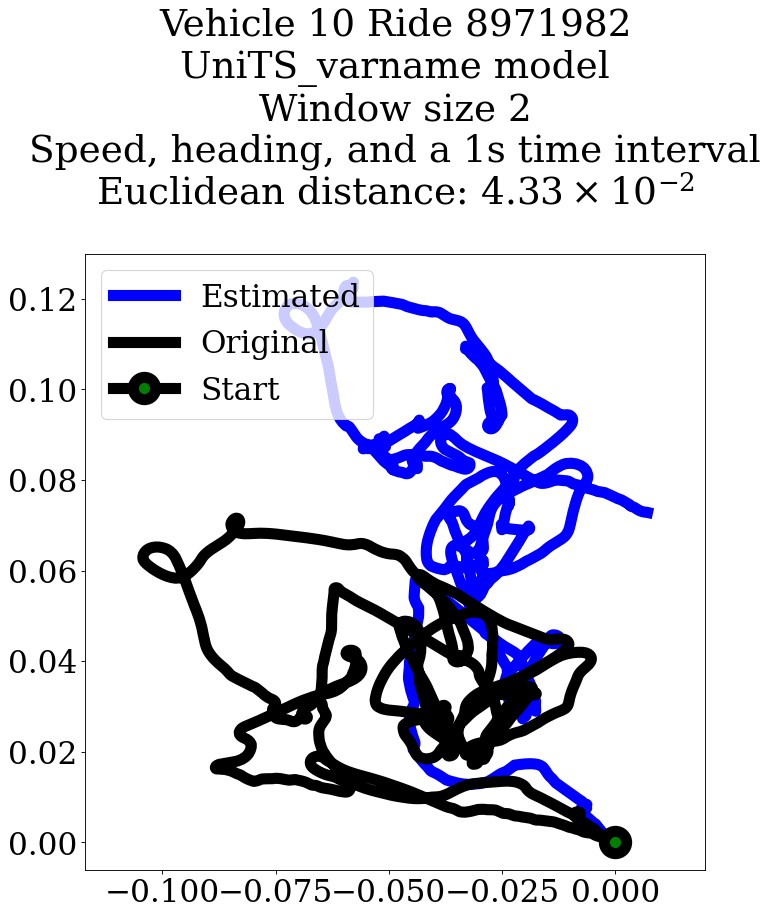 Vehicle 10 Ride 8971982
UniTS_varname model
Window size 2
Speed, heading, and a 1s time interval
Euclidean distance: 4.33 × 10⁻²
Estimated
Original
Start
0.12
0.10
0.08
0.06
0.04
0.02
0.00
−0.100 −0.075 −0.050 −0.025 0.000